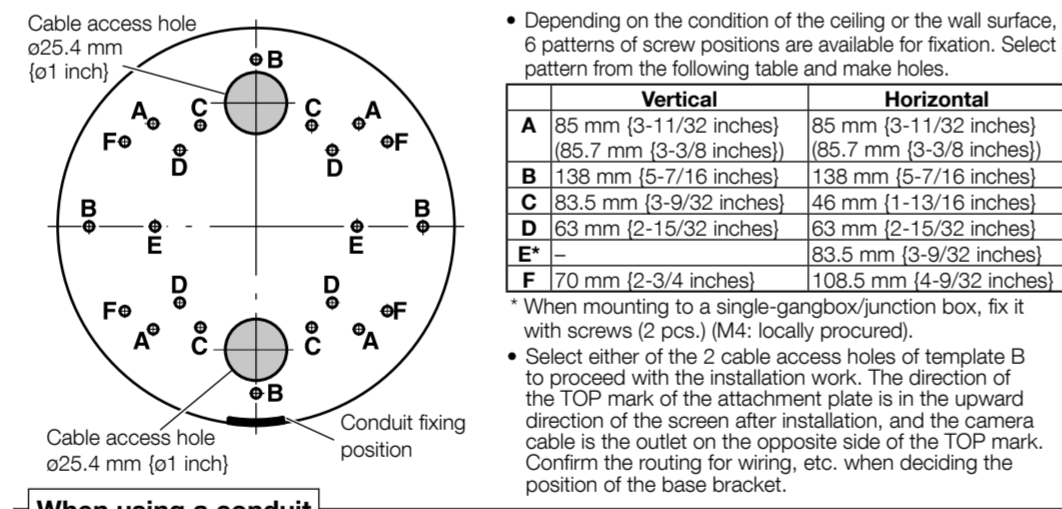 Cable access hole
ø25.4 mm
{ø1 inch}
B
A C C A
F F
D D
B B
E E
D D
F F
A C C A
B
Conduit fixing
position
Cable access hole
ø25.4 mm {ø1 inch}
• Depending on the condition of the ceiling or the wall surface,
6 patterns of screw positions are available for fixation. Select
pattern from the following table and make holes.
Vertical Horizontal
A 85 mm {3-11/32 inches} 85 mm {3-11/32 inches}
(85.7 mm {3-3/8 inches}) (85.7 mm {3-3/8 inches})
B 138 mm {5-7/16 inches} 138 mm {5-7/16 inches}
C 83.5 mm {3-9/32 inches} 46 mm {1-13/16 inches}
D 63 mm {2-15/32 inches} 63 mm {2-15/32 inches}
E* – 83.5 mm {3-9/32 inches}
F 70 mm {2-3/4 inches} 108.5 mm {4-9/32 inches}
* When mounting to a single-gangbox/junction box, fix it
with screws (2 pcs.) (M4: locally procured).
• Select either of the 2 cable access holes of template B
to proceed with the installation work. The direction of
the TOP mark of the attachment plate is in the upward
direction of the screen after installation, and the camera
cable is the outlet on the opposite side of the TOP mark.
Confirm the routing for wiring, etc. when deciding the
position of the base bracket.
When using a conduit